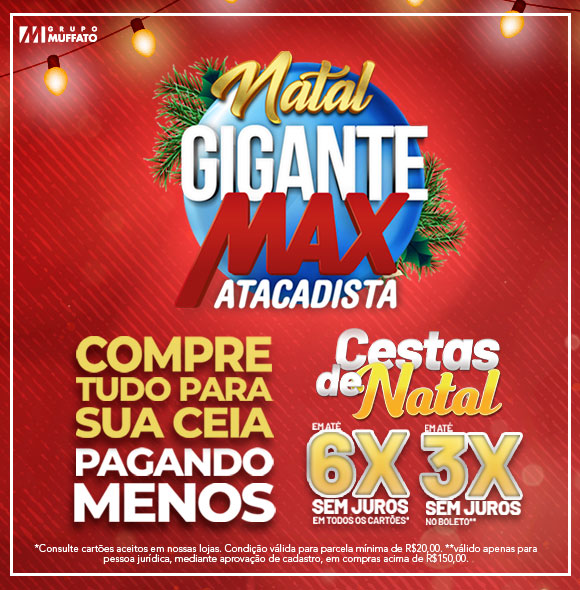 GRUPO
MUFFATO
Natal
GIGANTE
MAX
ATACADISTA
COMPRE
TUDO PARA
SUA CEIA
PAGANDO
MENOS
Cestas
de Natal
EM ATÉ
6X
SEM JUROS
EM TODOS OS CARTÕES*
EM ATÉ
3X
SEM JUROS
NO BOLETO**
*Consulte cartões aceitos em nossas lojas. Condição válida para parcela mínima de R$20,00. **válido apenas para
pessoa jurídica, mediante aprovação de cadastro, em compras acima de R$150,00. .